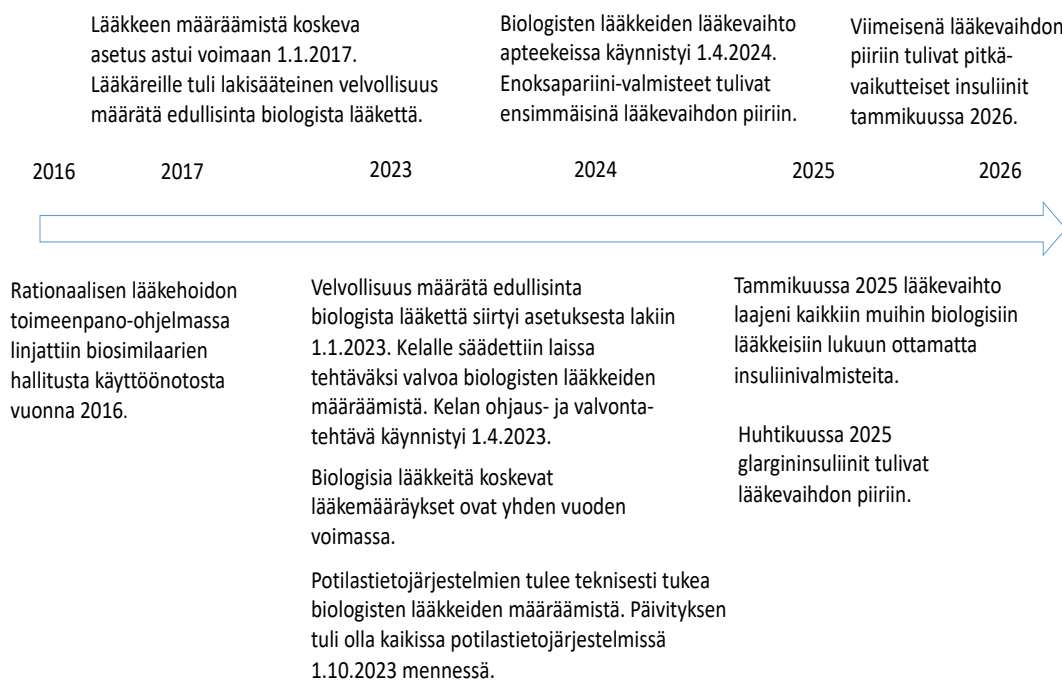 Lääkkeen määräämistä koskeva
asetus astui voimaan 1.1.2017.
Lääkäreille tuli lakisääteinen velvollisuus
määrätä edullisinta biologista lääkettä.
Biologisten lääkkeiden lääkevaihto
apteekeissa käynnistyi 1.4.2024.
Enoksapariini-valmisteet tulivat
ensimmäisinä lääkevaihdon piiriin.
Viimeisenä lääkevaihdon
piiriin tulivat pitkä-
vaikutteiset insuliinit
tammikuussa 2026.
2016
2017
2023
2024
2025
2026
Rationaalisen lääkehoidon
toimeenpano-ohjelmassa
linjattiin biosimilaarien
hallitusta käyttöönotosta
vuonna 2016.
Velvollisuus määrätä edullisinta
biologista lääkettä siirtyi asetuksesta lakiin
1.1.2023. Kelalle säädettiin laissa
tehtäväksi valvoa biologisten lääkkeiden
määräämistä. Kelan ohjaus- ja valvonta-
tehtävä käynnistyi 1.4.2023.
Biologisia lääkkeitä koskevat
lääkemääräykset ovat yhden vuoden
voimassa.
Potilastietojärjestelmien tulee teknisesti tukea
biologisten lääkkeiden määräämistä. Päivityksen
tuli olla kaikissa potilastietojärjestelmissä
1.10.2023 mennessä.
Tammikuussa 2025 lääkevaihto
laajeni kaikkiin muihin biologisiin
lääkkeisiin lukuun ottamatta
insuliinivalmisteita.
Huhtikuussa 2025
glargininsuliinit tulivat
lääkevaihdon piiriin.